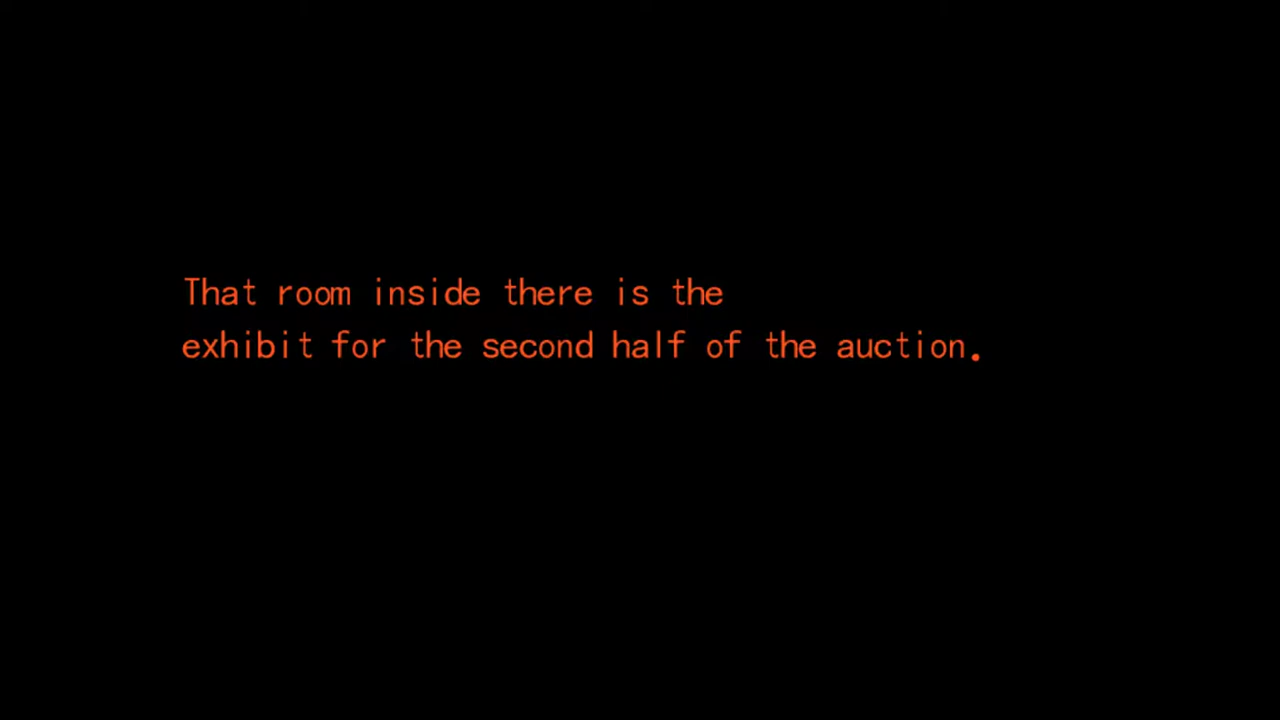 That room inside there is the
exhibit for the second half of the auction.